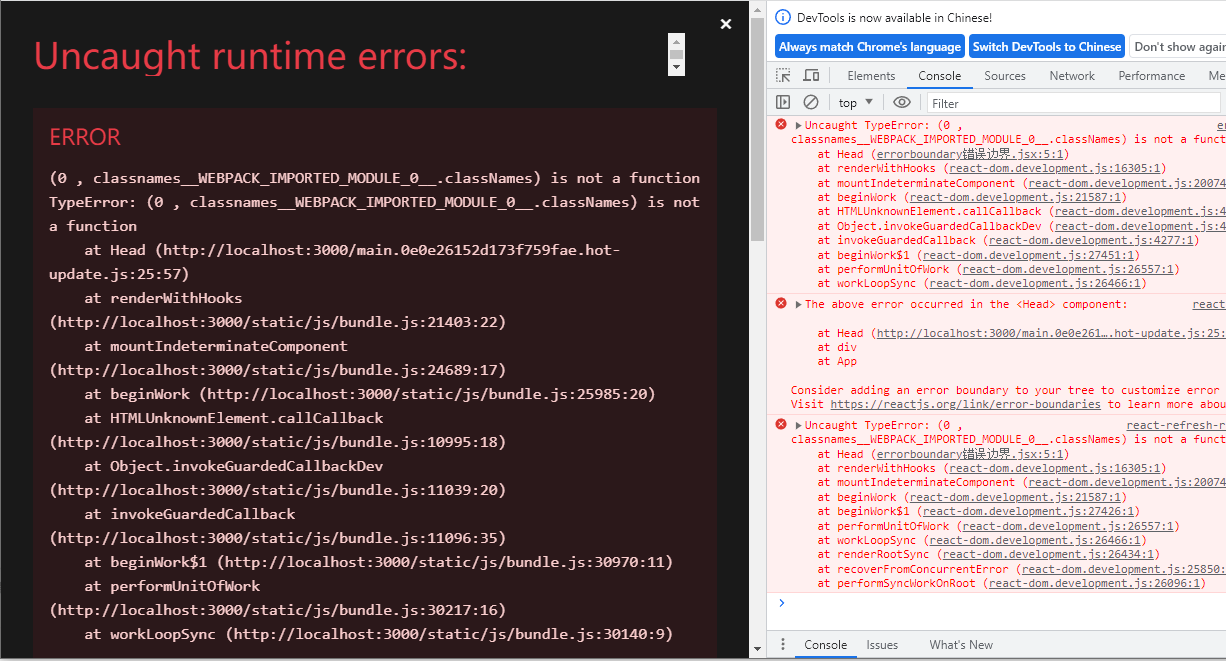 Uncaught runtime errors:
ERROR
(0 , classnames__WEBPACK_IMPORTED_MODULE_0__.classNames) is not a function
TypeError: (0 , classnames__WEBPACK_IMPORTED_MODULE_0__.classNames) is not
a function
at Head (http://localhost:3000/main.0e0e26152d173f759fae.hot-
update.js:25:57)
at renderWithHooks
(http://localhost:3000/static/js/bundle.js:21403:22)
at mountIndeterminateComponent
(http://localhost:3000/static/js/bundle.js:24689:17)
at beginWork (http://localhost:3000/static/js/bundle.js:25985:20)
at HTMLUnknownElement.callCallback
(http://localhost:3000/static/js/bundle.js:10995:18)
at Object.invokeGuardedCallbackDev
(http://localhost:3000/static/js/bundle.js:11039:20)
at invokeGuardedCallback
(http://localhost:3000/static/js/bundle.js:11096:35)
at beginWork$1 (http://localhost:3000/static/js/bundle.js:30970:11)
at performUnitOfWork
(http://localhost:3000/static/js/bundle.js:30217:16)
at workLoopSync (http://localhost:3000/static/js/bundle.js:30140:9)
DevTools is now available in Chinese!
Always match Chrome's language Switch DevTools to Chinese Don't show again
Elements Console Sources Network Performance Me
top Filter
Uncaught TypeError: (0 , er
classnames__WEBPACK_IMPORTED_MODULE_0__.classNames) is not a funct
at Head (errorboundary错误边界.jsx:5:1)
at renderWithHooks (react-dom.development.js:16305:1)
at mountIndeterminateComponent (react-dom.development.js:20074
at beginWork (react-dom.development.js:21587:1)
at HTMLUnknownElement.callCallback (react-dom.development.js:4
at Object.invokeGuardedCallbackDev (react-dom.development.js:4
at invokeGuardedCallback (react-dom.development.js:4277:1)
at beginWork$1 (react-dom.development.js:27451:1)
at performUnitOfWork (react-dom.development.js:26557:1)
at workLoopSync (react-dom.development.js:26466:1)
The above error occurred in the <Head> component: react
at Head (http://localhost:3000/main.0e0e261….hot-update.js:25:
at div
at App
Consider adding an error boundary to your tree to customize error
Visit https://reactjs.org/link/error-boundaries to learn more abou
Uncaught TypeError: (0 , react-refresh-r
classnames__WEBPACK_IMPORTED_MODULE_0__.classNames) is not a funct
at Head (errorboundary错误边界.jsx:5:1)
at renderWithHooks (react-dom.development.js:16305:1)
at mountIndeterminateComponent (react-dom.development.js:20074
at beginWork (react-dom.development.js:21587:1)
at beginWork$1 (react-dom.development.js:27426:1)
at performUnitOfWork (react-dom.development.js:26557:1)
at workLoopSync (react-dom.development.js:26466:1)
at renderRootSync (react-dom.development.js:26434:1)
at recoverFromConcurrentError (react-dom.development.js:25850:
at performSyncWorkOnRoot (react-dom.development.js:26096:1)
Console Issues What's New